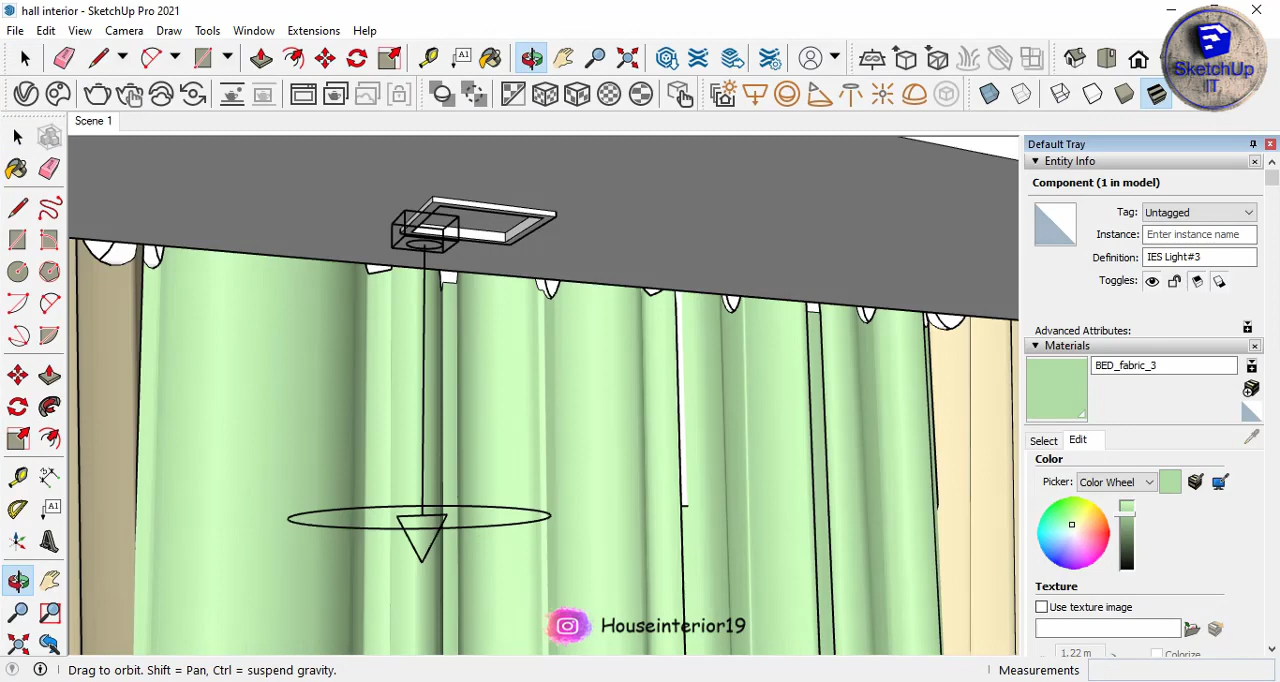 hall interior - SketchUp Pro 2021
File Edit View Camera Draw Tools Window Extensions Help
SketchUp
IT
A1
Scene 1
Default Tray
Entity Info
Component (1 in model)
Tag: Untagged
Instance: Enter instance name
Definition: IES Light#3
Toggles:
Advanced Attributes:
Materials
BED_fabric_3
Select Edit
Color
Picker: Color Wheel
A1
Texture
Use texture image
1.22 m
Colorize
Houseinterior19
Drag to orbit. Shift = Pan, Ctrl = suspend gravity.
Measurements